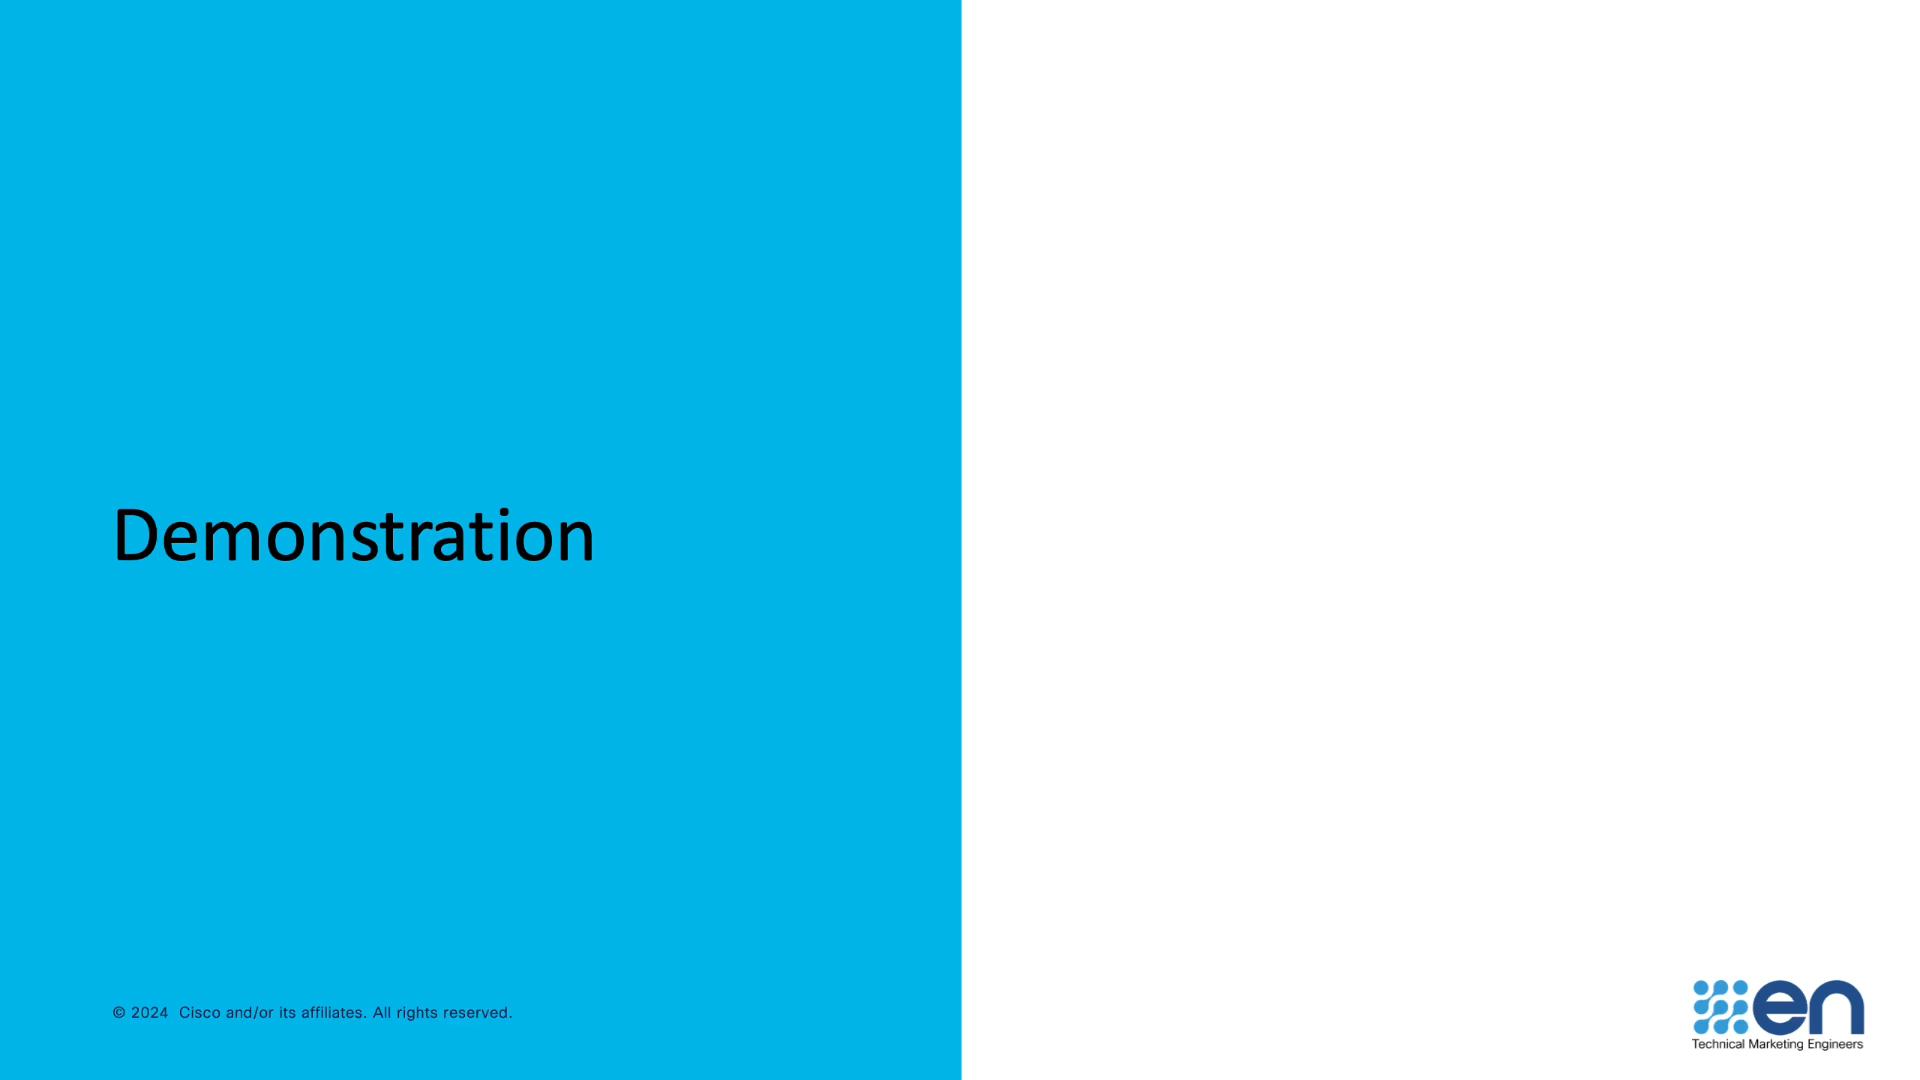 Demonstration
© 2024 Cisco and/or its affiliates. All rights reserved.
en
Technical Marketing Engineers